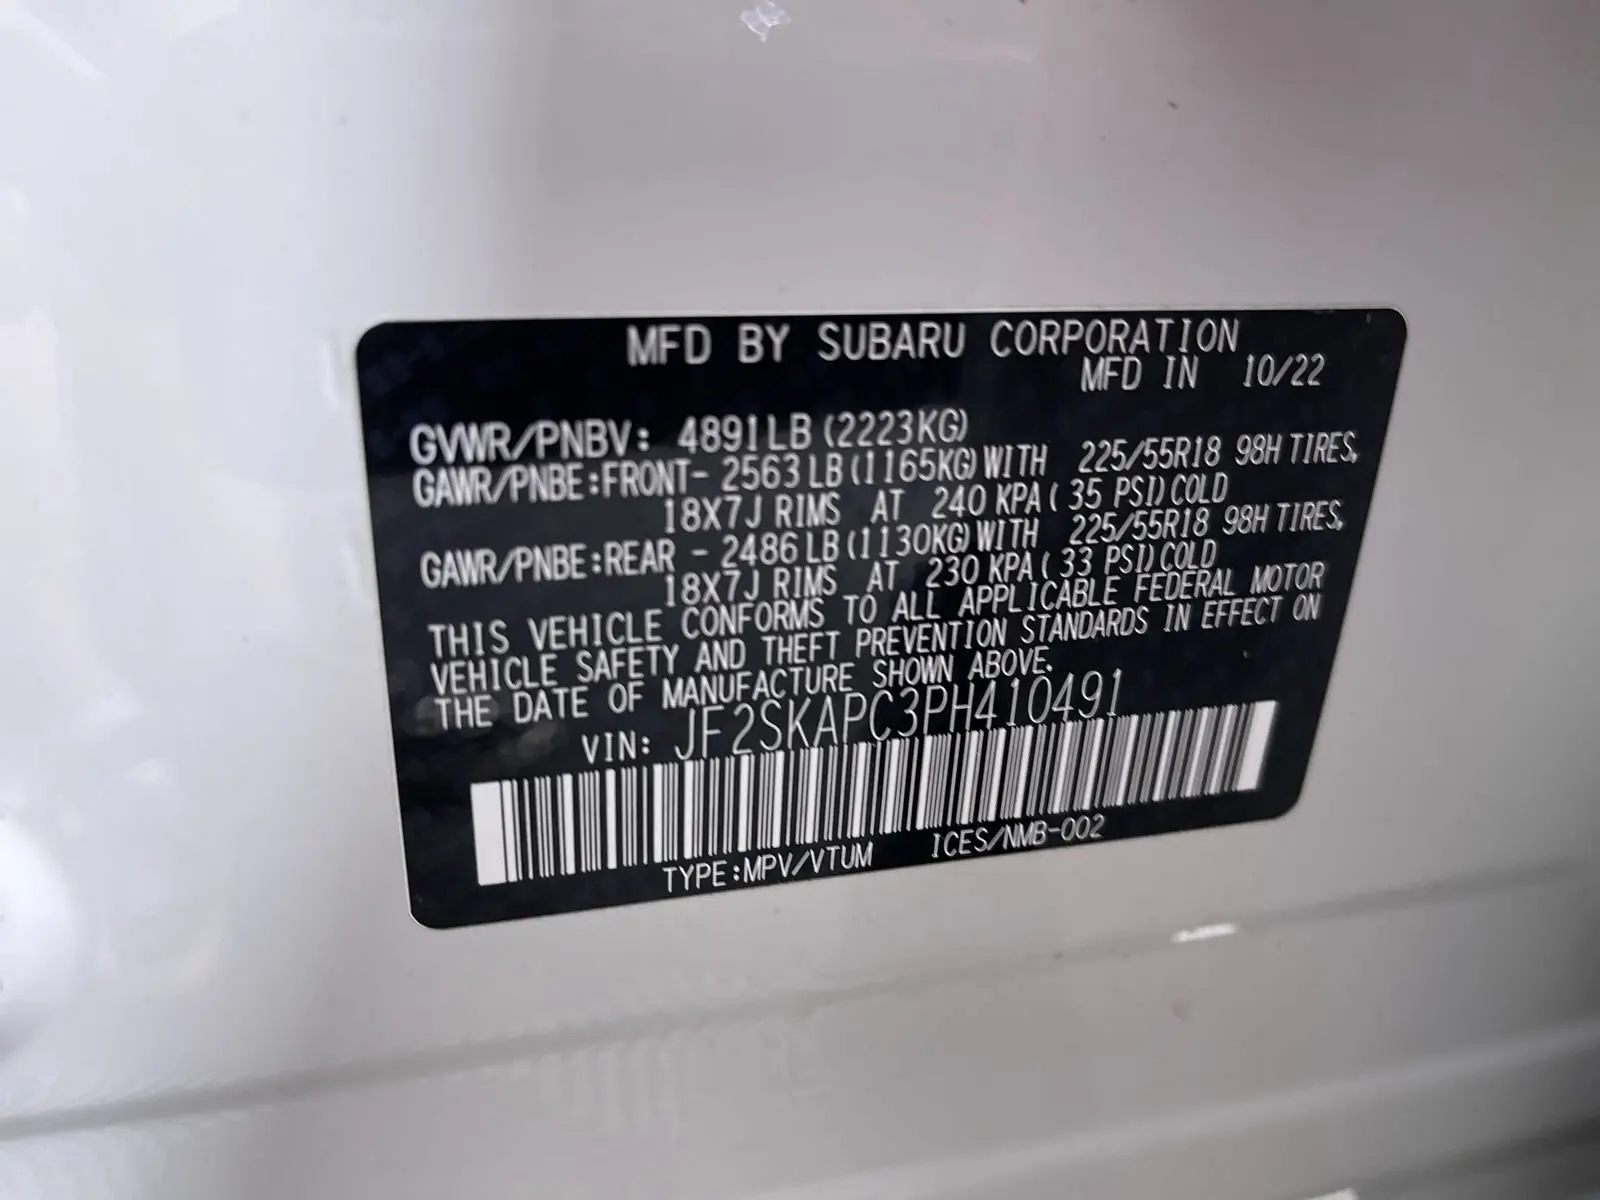 MFD BY SUBARU CORPORATION
MFD IN 10/22
GVWR/PNBV: 4891LB (2223KG)
GAWR/PNBE:FRONT- 2563LB(1165KG)WITH 225/55R18 98H TIRES,
18X7J RIMS AT 240 KPA( 35 PSI)COLD
GAWR/PNBE:REAR - 2486LB(1130KG)WITH 225/55R18 98H TIRES,
18X7J RIMS AT 230 KPA( 33 PSI)COLD
THIS VEHICLE CONFORMS TO ALL APPLICABLE FEDERAL MOTOR
VEHICLE SAFETY AND THEFT PREVENTION STANDARDS IN EFFECT ON
THE DATE OF MANUFACTURE SHOWN ABOVE.
VIN: JF2SKAPC3PH410491
TYPE:MPV/VTUM ICES/NMB-002